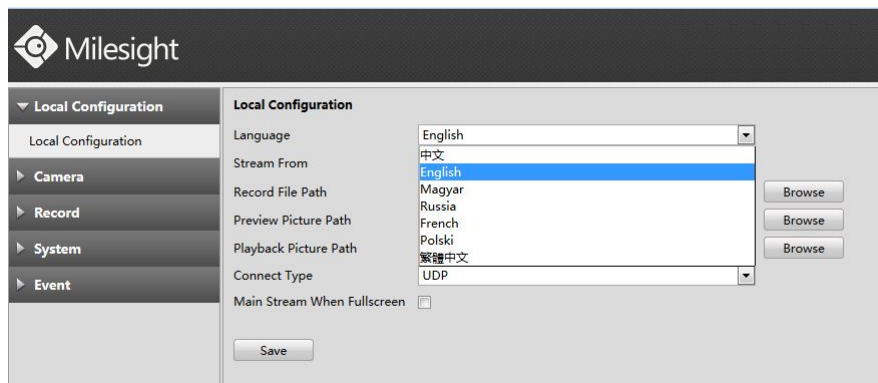 Milesight
Local Configuration
Local Configuration
Camera
Record
System
Event
Local Configuration
Language English
中文
English
Magyar
Russia
French
Polski
繁體中文
Stream From
Record File Path Browse
Preview Picture Path Browse
Playback Picture Path Browse
Connect Type UDP
Main Stream When Fullscreen
Save